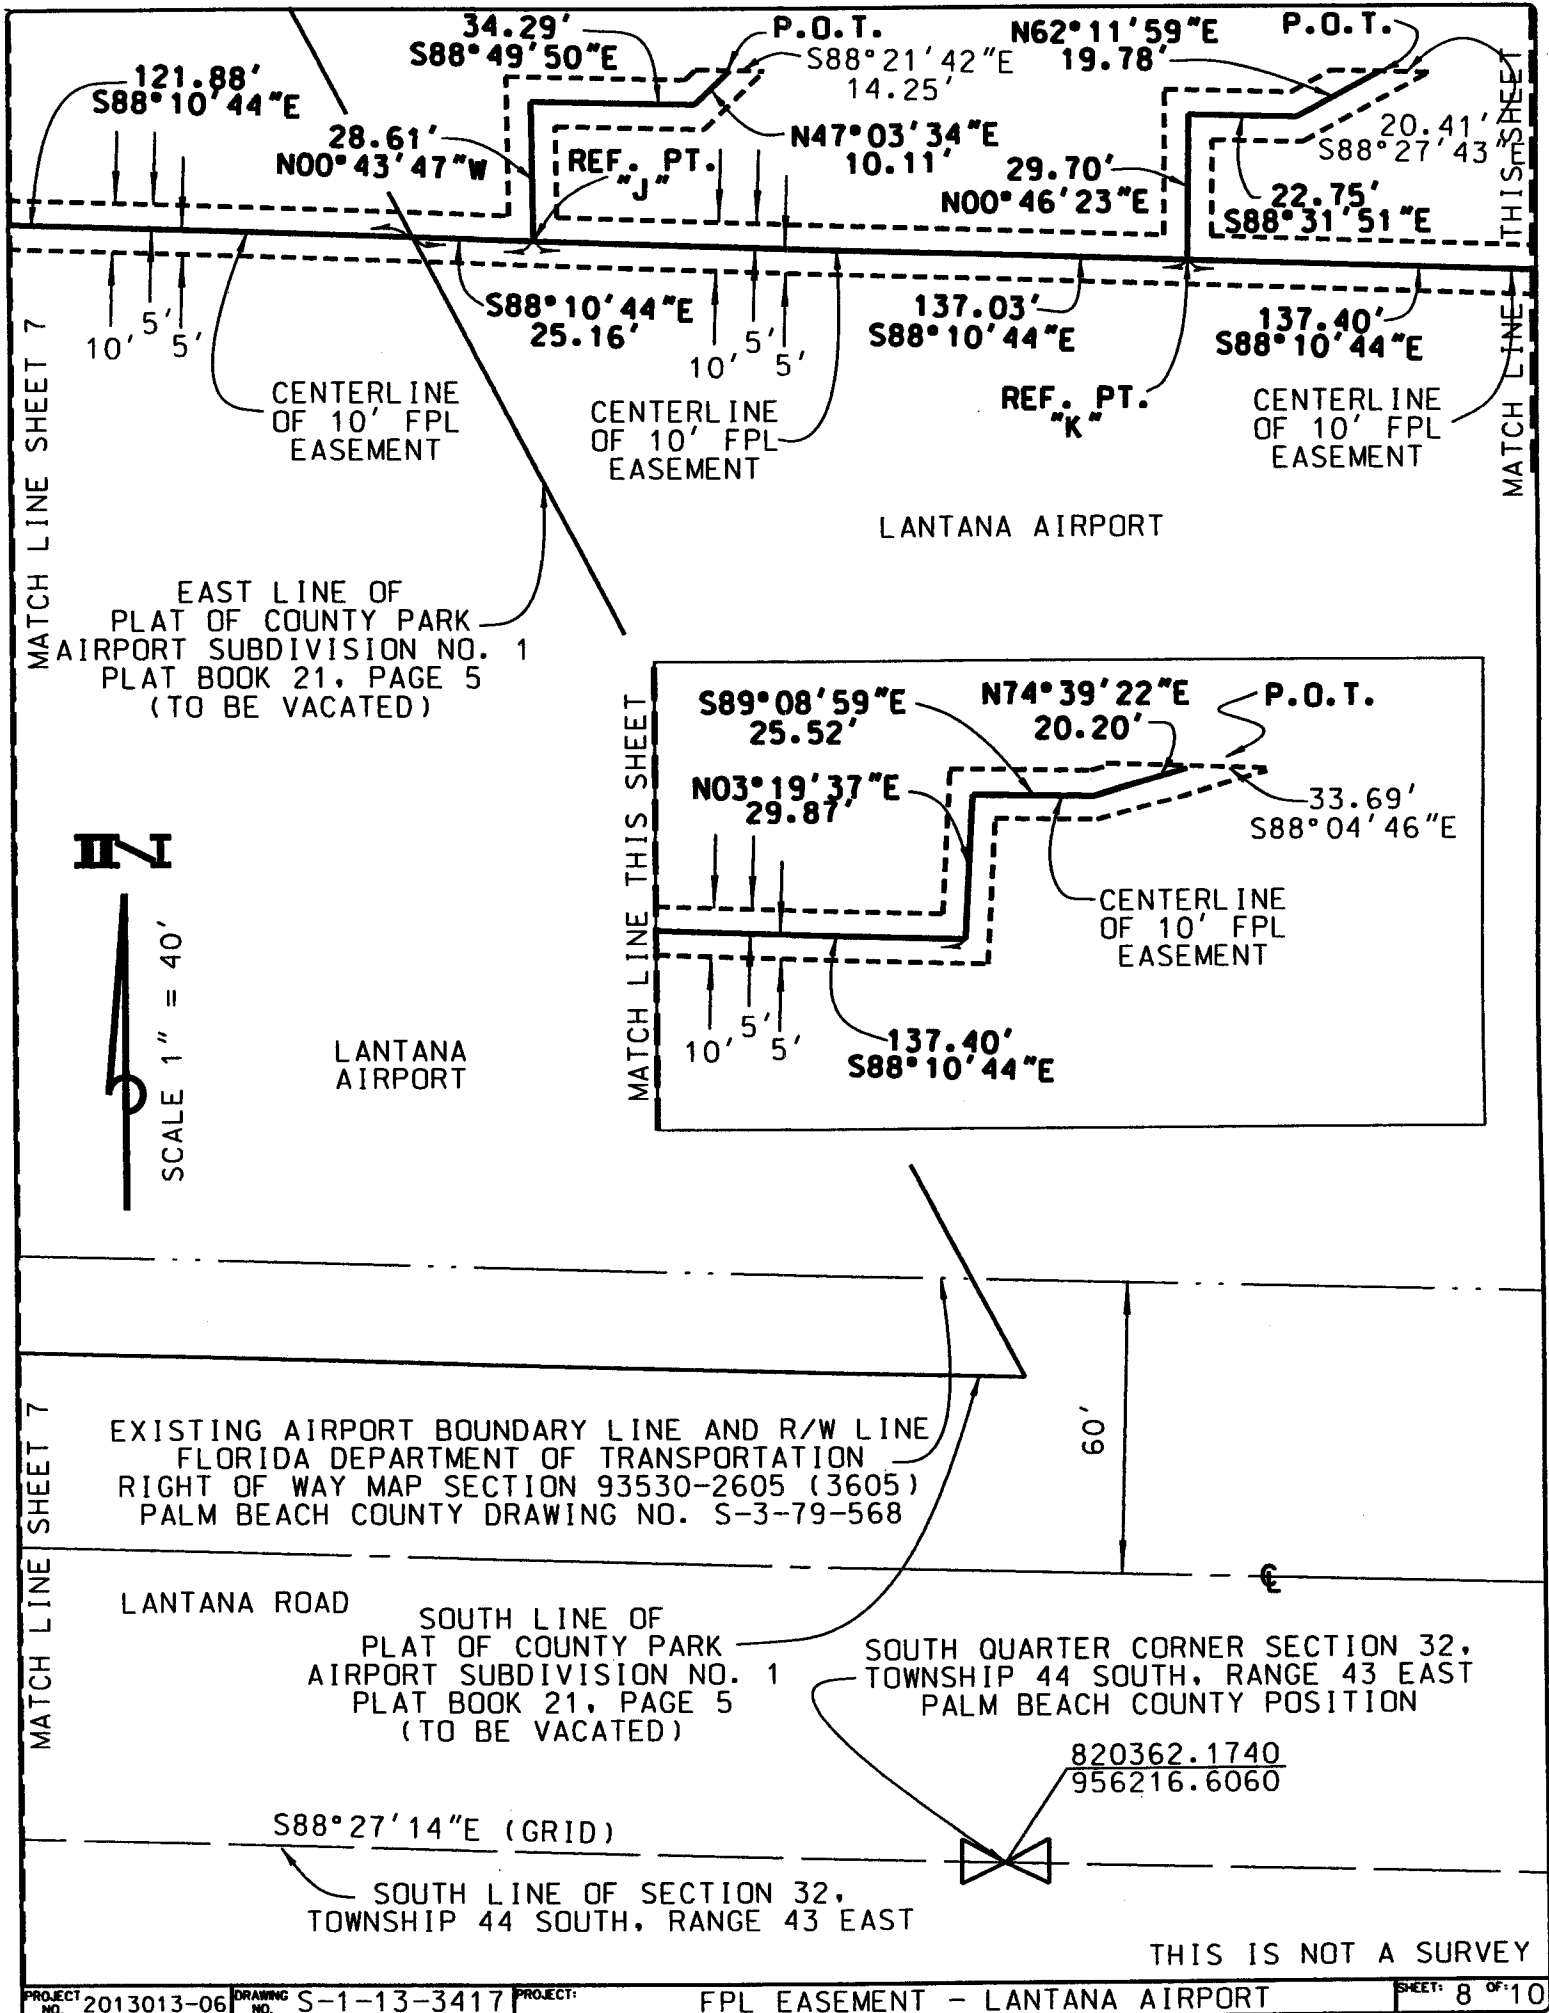 34.29'
S88°49'50"E
P.O.T.
S88°21'42"E
14.25'
N62°11'59"E
19.78'
P.O.T.
121.88'
S88°10'44"E
28.61'
N00°43'47"W
REF. PT.
"J"
N47°03'34"E
10.11'
29.70'
N00°46'23"E
20.41'
S88°27'43"E
22.75'
S88°31'51"E
MATCH LINE THIS SHEET
S88°10'44"E
25.16'
137.03'
S88°10'44"E
137.40'
S88°10'44"E
10'
5'
5'
10'
5'
5'
REF. PT.
"K"
CENTERLINE
OF 10' FPL
EASEMENT
CENTERLINE
OF 10' FPL
EASEMENT
CENTERLINE
OF 10' FPL
EASEMENT
MATCH LINE SHEET 7
LANTANA AIRPORT
EAST LINE OF
PLAT OF COUNTY PARK
AIRPORT SUBDIVISION NO. 1
PLAT BOOK 21, PAGE 5
(TO BE VACATED)
MATCH LINE THIS SHEET
S89°08'59"E
25.52'
N74°39'22"E
20.20'
P.O.T.
N03°19'37"E
29.87'
33.69'
S88°04'46"E
CENTERLINE
OF 10' FPL
EASEMENT
10'
5'
5'
137.40'
S88°10'44"E
N
SCALE 1" = 40'
LANTANA
AIRPORT
60'
EXISTING AIRPORT BOUNDARY LINE AND R/W LINE
FLORIDA DEPARTMENT OF TRANSPORTATION
RIGHT OF WAY MAP SECTION 93530-2605 (3605)
PALM BEACH COUNTY DRAWING NO. S-3-79-568
MATCH LINE SHEET 7
℄
LANTANA ROAD
SOUTH LINE OF
PLAT OF COUNTY PARK
AIRPORT SUBDIVISION NO. 1
PLAT BOOK 21, PAGE 5
(TO BE VACATED)
SOUTH QUARTER CORNER SECTION 32,
TOWNSHIP 44 SOUTH, RANGE 43 EAST
PALM BEACH COUNTY POSITION
820362.1740
956216.6060
S88°27'14"E (GRID)
SOUTH LINE OF SECTION 32,
TOWNSHIP 44 SOUTH, RANGE 43 EAST
THIS IS NOT A SURVEY
PROJECT NO. 2013013-06 DRAWING NO. S-1-13-3417 PROJECT: FPL EASEMENT - LANTANA AIRPORT SHEET: 8 OF: 10